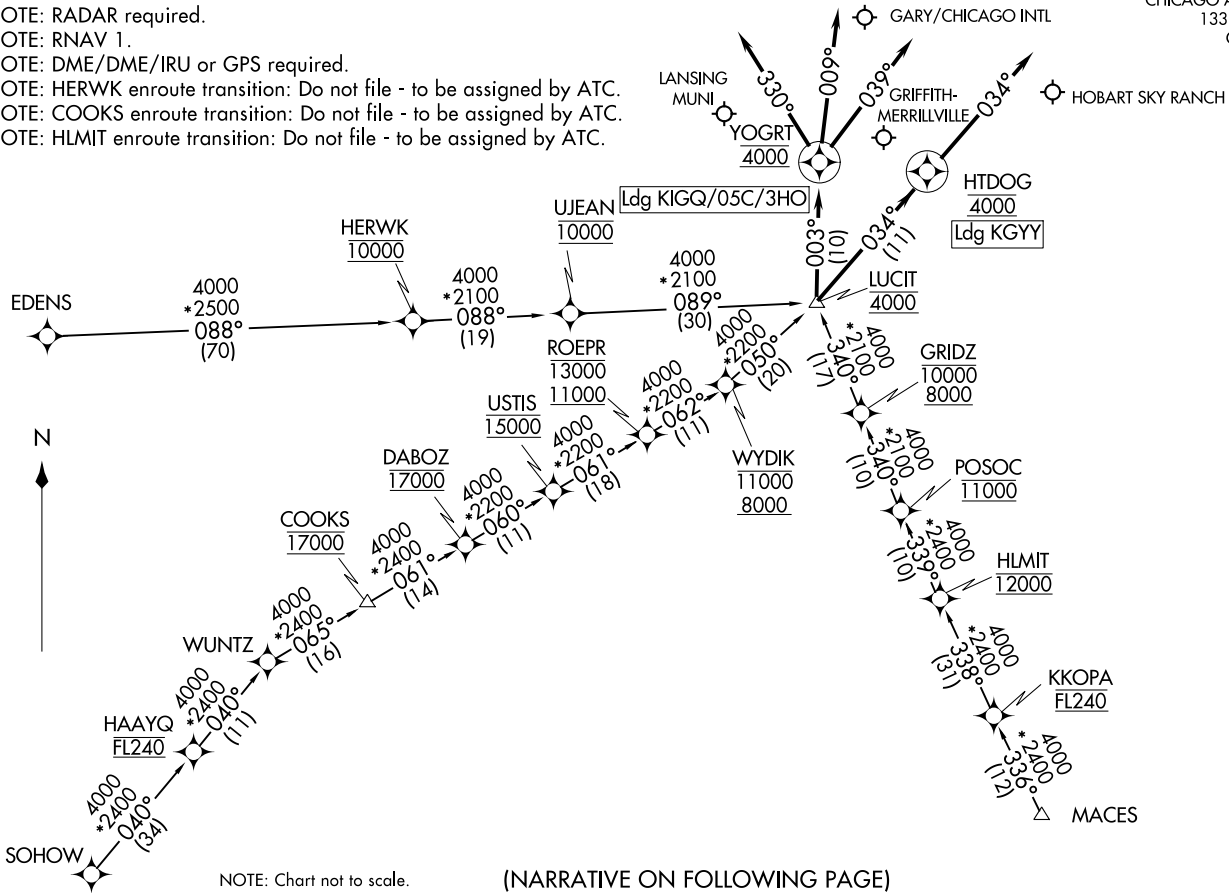 OTE: RADAR required.
OTE: RNAV 1.
OTE: DME/DME/IRU or GPS required.
OTE: HERWK enroute transition: Do not file - to be assigned by ATC.
OTE: COOKS enroute transition: Do not file - to be assigned by ATC.
OTE: HLMIT enroute transition: Do not file - to be assigned by ATC.
CHICAGO A
133
GARY/CHICAGO INTL
LANSING
MUNI
330°
009°
039°
034°
GRIFFITH-
MERRILLVILLE
HOBART SKY RANCH
YOGRT
4000
Ldg KIGQ/05C/3HO
HTDOG
4000
Ldg KGYY
003°
(10)
034°
(11)
LUCIT
4000
EDENS
4000
*2500
088°
(70)
HERWK
10000
4000
*2100
088°
(19)
UJEAN
10000
4000
*2100
089°
(30)
ROEPR
13000
11000
4000
*2200
062°
(11)
4000
*2200
050°
(20)
WYDIK
11000
8000
USTIS
15000
4000
*2200
061°
(18)
DABOZ
17000
4000
*2200
060°
(11)
COOKS
17000
4000
*2400
061°
(14)
WUNTZ
4000
*2400
065°
(16)
HAAYQ
FL240
4000
*2400
040°
(11)
SOHOW
4000
*2400
040°
(34)
4000
*2100
340°
(17)
GRIDZ
10000
8000
4000
*2100
340°
(10)
POSOC
11000
4000
*2400
339°
(10)
HLMIT
12000
4000
*2400
338°
(31)
KKOPA
FL240
4000
*2400
336°
(12)
MACES
N
NOTE: Chart not to scale.
(NARRATIVE ON FOLLOWING PAGE)